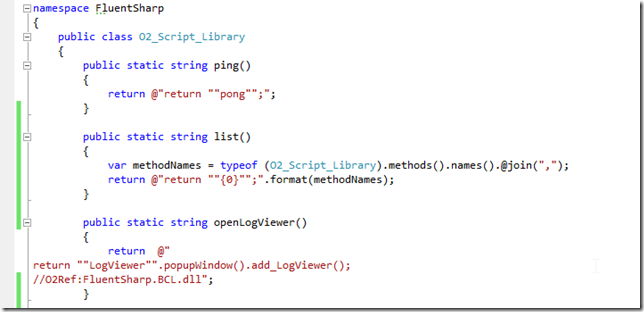 namespace FluentSharp
{
    public class O2_Script_Library
    {
        public static string ping()
        {
            return @"return ""pong"";";
        }

        public static string list()
        {
            var methodNames = typeof (O2_Script_Library).methods().names().@join(",");
            return @"return ""{0}"";".format(methodNames);
        }

        public static string openLogViewer()
        {
            return  @"
return ""LogViewer"".popupWindow().add_LogViewer();
//O2Ref:FluentSharp.BCL.dll";
        }